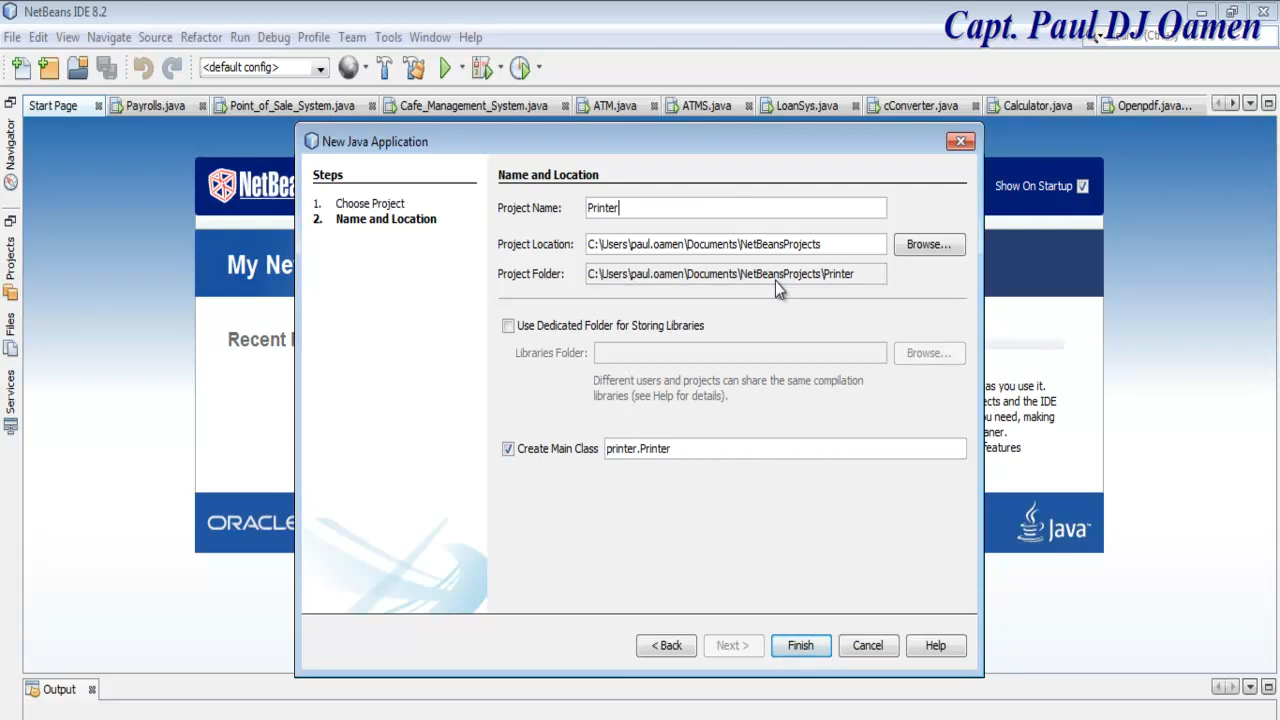 NetBeans IDE 8.2
Capt. Paul DJ Oamen
File Edit View Navigate Source Refactor Run Debug Profile Team Tools Window Help
<default config>
Start Page Payrolls.java Point_of_Sale_System.java Cafe_Management_System.java ATM.java ATMS.java LoanSys.java cConverter.java Calculator.java Openpdf.java...
Navigator
Projects
Files
Services
NetBea
Show On Startup
My Ne
Recent
ORACLE
as you use it.
ects and the IDE
u need, making
aner.
features
Java
New Java Application
Steps
1. Choose Project
2. Name and Location
Name and Location
Project Name: Printer
Project Location: C:\Users\paul.oamen\Documents\NetBeansProjects Browse...
Project Folder: C:\Users\paul.oamen\Documents\NetBeansProjects\Printer
Use Dedicated Folder for Storing Libraries
Libraries Folder: Browse...
Different users and projects can share the same compilation
libraries (see Help for details).
Create Main Class printer.Printer
< Back Next > Finish Cancel Help
Output